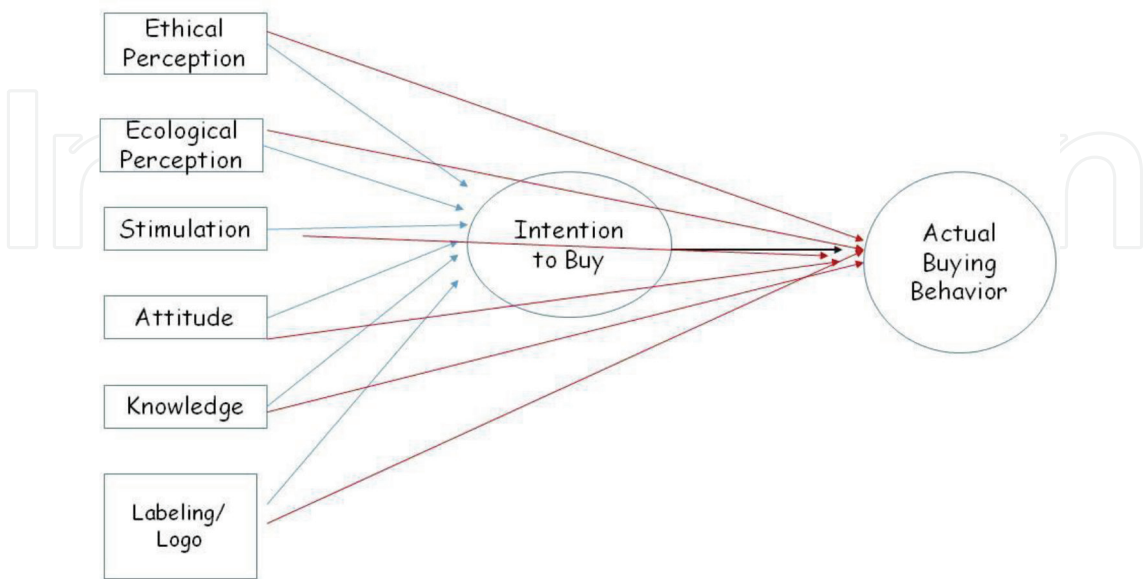 Ethical
Perception
Ecological
Perception
Stimulation
Attitude
Knowledge
Labeling/
Logo
Intention
to Buy
Actual
Buying
Behavior